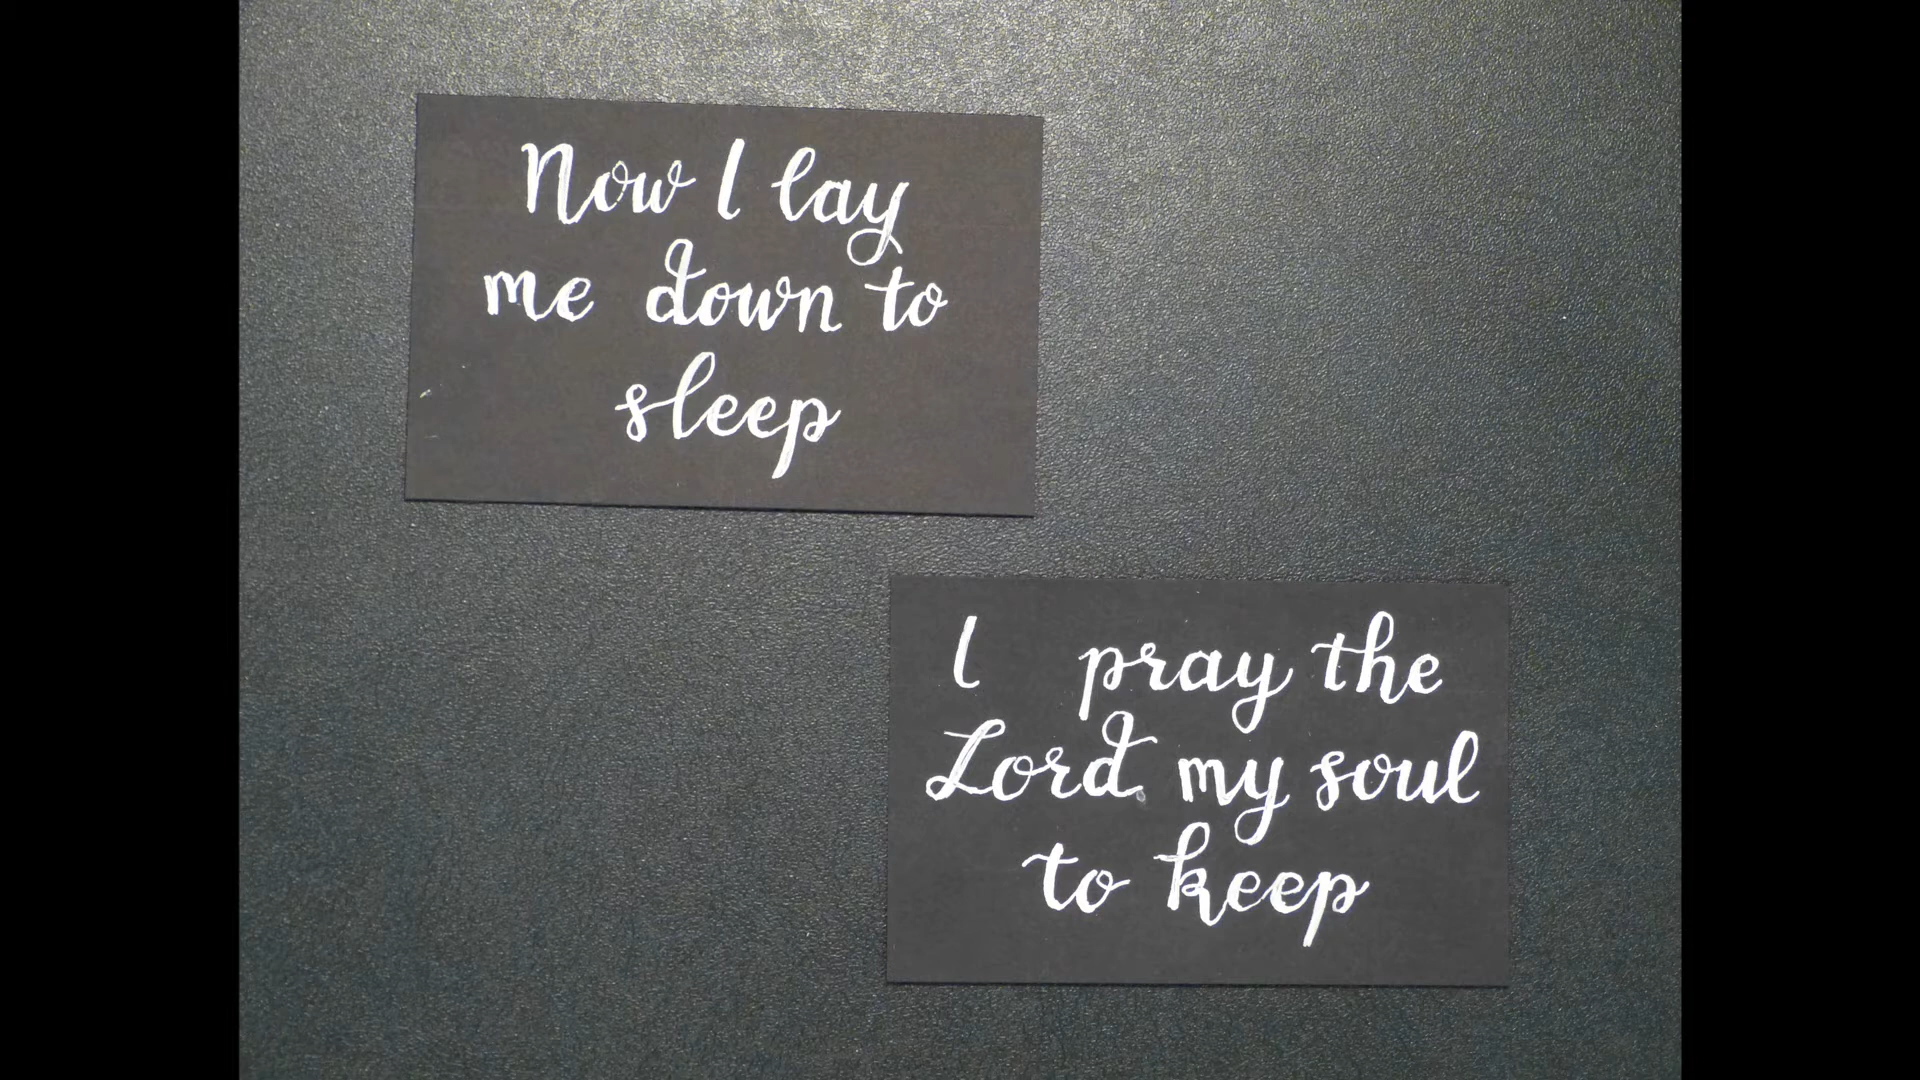 Now I lay
me down to
sleep
I pray the
Lord my soul
to keep